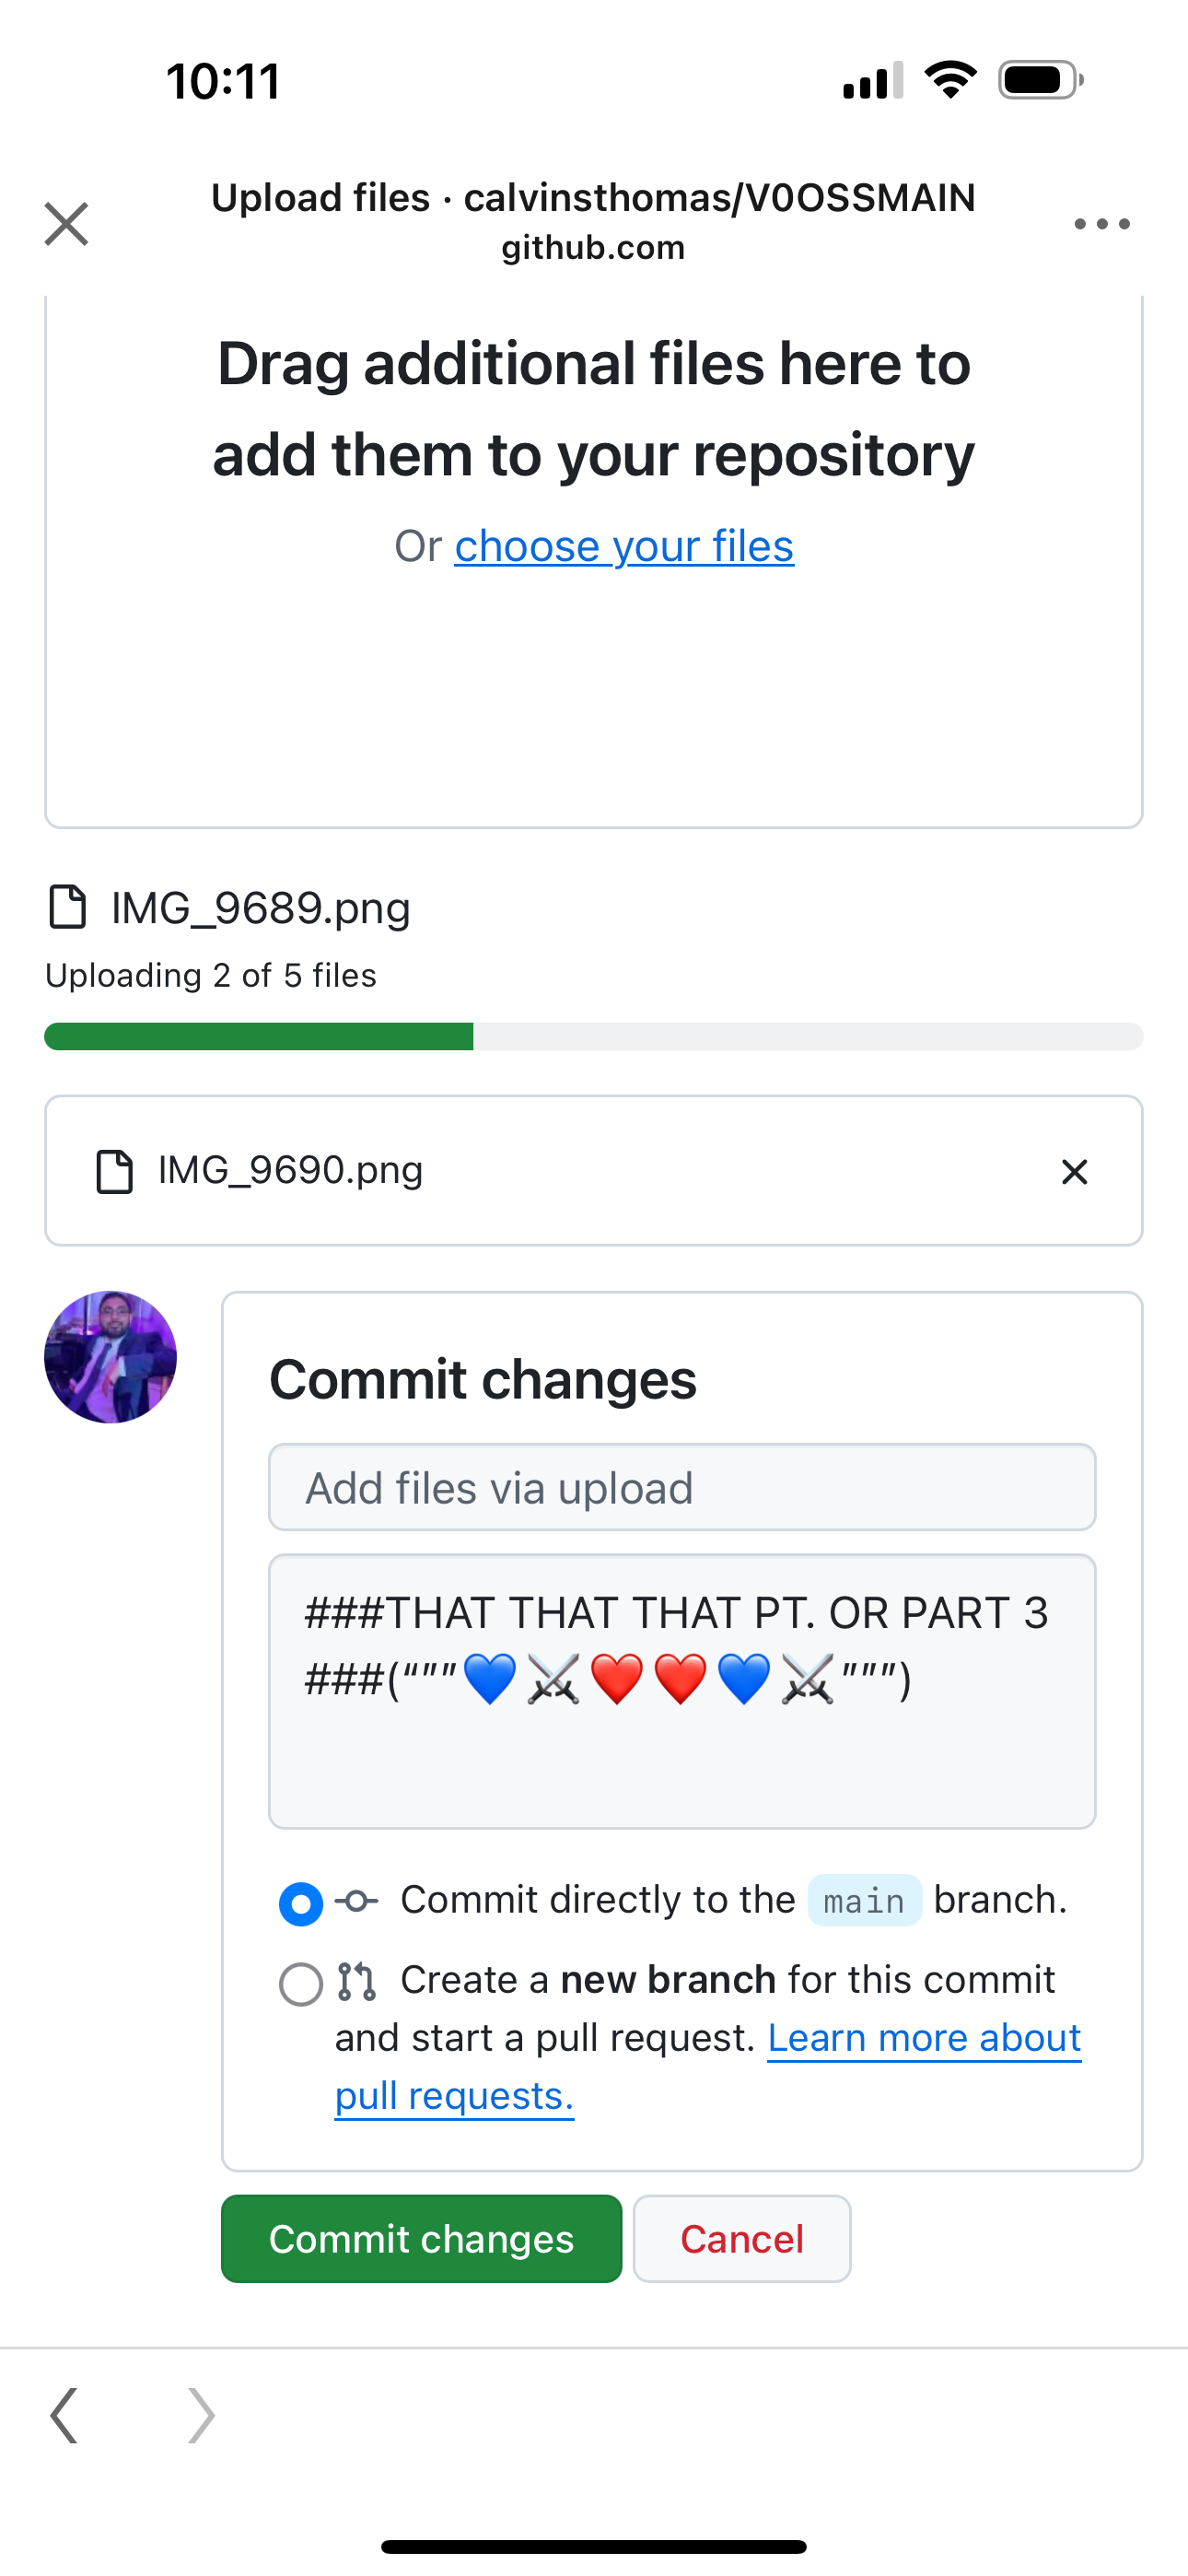 10:11
Upload files · calvinsthomas/V0OSSMAIN
github.com
Drag additional files here to
add them to your repository
Or choose your files
IMG_9689.png
Uploading 2 of 5 files
IMG_9690.png
Commit changes
Add files via upload
###THAT THAT THAT PT. OR PART 3
###(“””💙⚔️❤️❤️💙⚔️”””)
Commit directly to the main branch.
Create a new branch for this commit
and start a pull request. Learn more about
pull requests.
Commit changes
Cancel